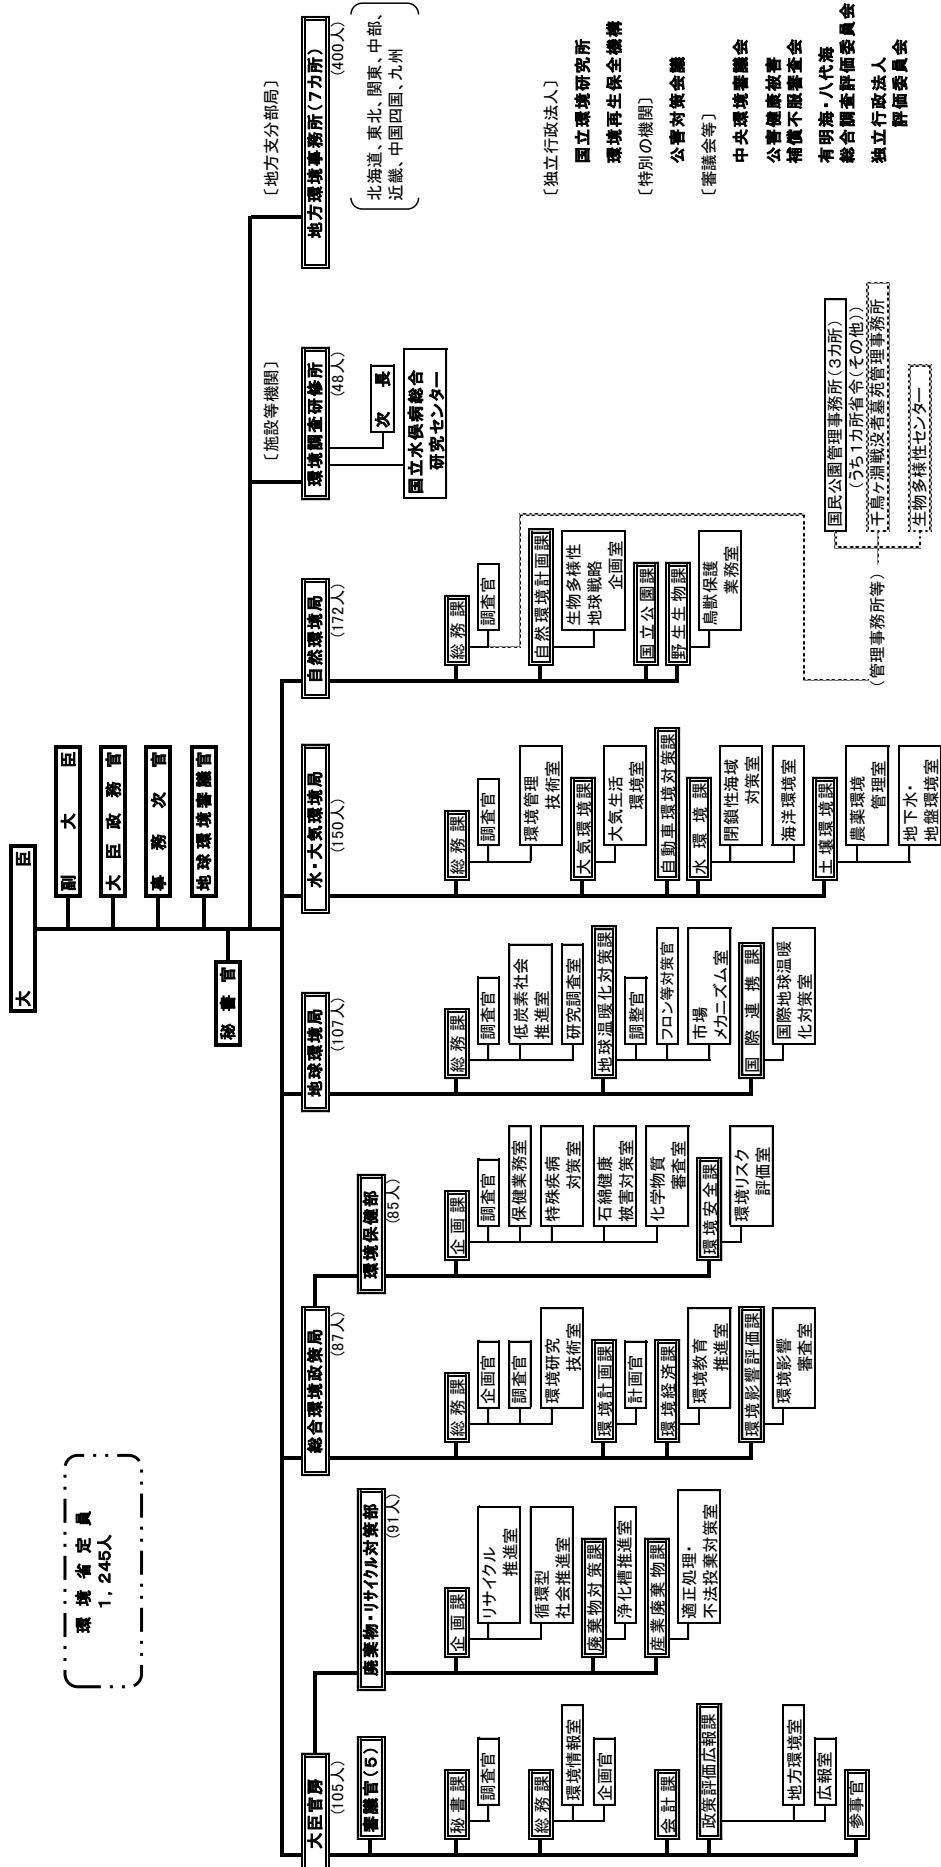 環境省定員
1,245人
大臣
副大臣
大臣政務官
事務次官
地球環境審議官
秘書官
大臣官房
(105人)
審議官(5)
秘書課
調査官
総務課
環境情報室
企画官
会計課
政策評価広報課
地方環境室
広報室
参事官
廃棄物・リサイクル対策部
(91人)
企画課
リサイクル
推進室
循環型
社会推進室
廃棄物対策課
浄化槽推進室
産業廃棄物課
適正処理・
不法投棄対策室
総合環境政策局
(87人)
総務課
企画官
調査官
環境研究
技術室
環境計画課
計画官
環境経済課
環境教育
推進室
環境影響評価課
環境影響
審査室
環境保健部
(85人)
企画課
調査官
保健業務室
特殊疾病
対策室
石綿健康
被害対策室
化学物質
審査室
環境安全課
環境リスク
評価室
地球環境局
(107人)
総務課
調査官
低炭素社会
推進室
研究調査室
地球温暖化対策課
調整官
フロン等対策官
市場
メカニズム室
国際連携課
国際地球温暖
化対策室
水・大気環境局
(150人)
総務課
調査官
環境管理
技術室
大気環境課
大気生活
環境室
自動車環境対策課
水環境課
閉鎖性海域
対策室
海洋環境室
土壌環境課
農薬環境
管理室
地下水・
地盤環境室
自然環境局
(172人)
総務課
調査官
自然環境計画課
生物多様性
地球戦略
企画室
国立公園課
野生生物課
鳥獣保護
業務室
(管理事務所等)
国民公園管理事務所(3カ所)
(うち1カ所省令(その他))
千鳥ヶ淵戦没者墓苑管理事務所
生物多様性センター
〔施設等機関〕
環境調査研修所
(48人)
次長
国立水俣病総合
研究センター
〔地方支分部局〕
地方環境事務所(7カ所)
(400人)
北海道、東北、関東、中部、
近畿、中国四国、九州
〔独立行政法人〕
国立環境研究所
環境再生保全機構
〔特別の機関〕
公害対策会議
〔審議会等〕
中央環境審議会
公害健康被害
補償不服審査会
有明海・八代海
総合調査評価委員会
独立行政法人
評価委員会